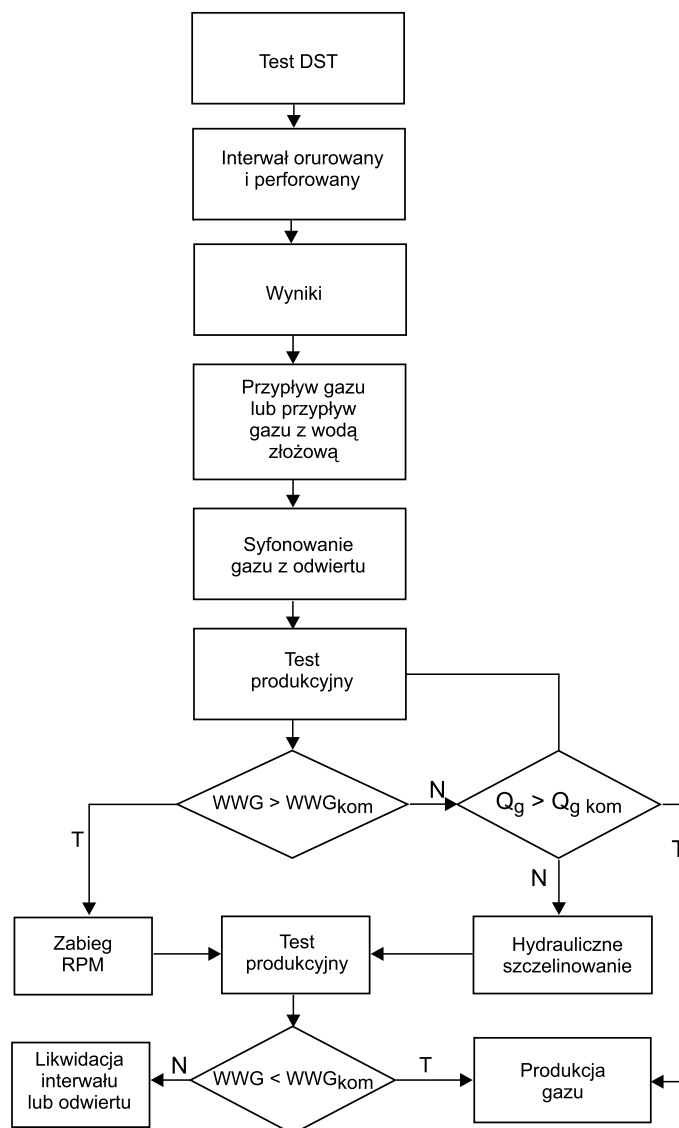 Test DST
Interwał orurowany
i perforowany
Wyniki
Przypływ gazu
lub przypływ
gazu z wodą
złożową
Syfonowanie
gazu z odwiertu
Test
produkcyjny
WWG > WWGkom
N
Qg > Qg kom
T
T
N
Zabieg
RPM
Test
produkcyjny
Hydrauliczne
szczelinowanie
Likwidacja
interwału
lub odwiertu
N
WWG < WWGkom
T
Produkcja
gazu